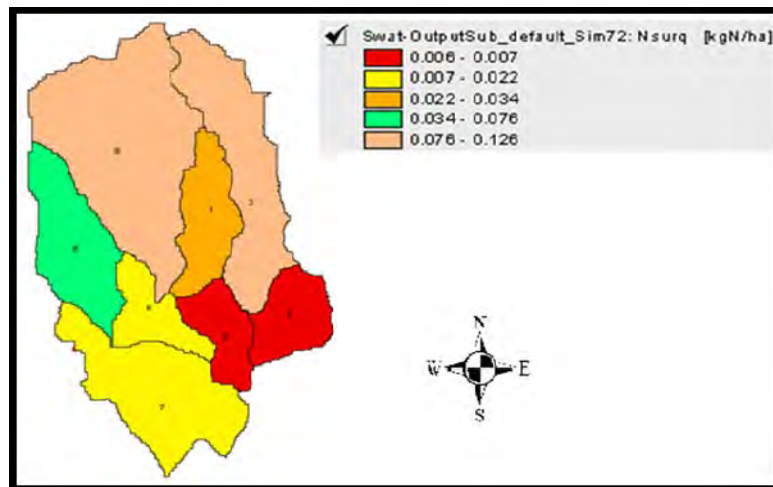 Swat-OutputSub_default_Sim72: Nsurq [kgN/ha]
0.006 - 0.007
0.007 - 0.022
0.022 - 0.034
0.034 - 0.076
0.076 - 0.126
7
N
W
E
S